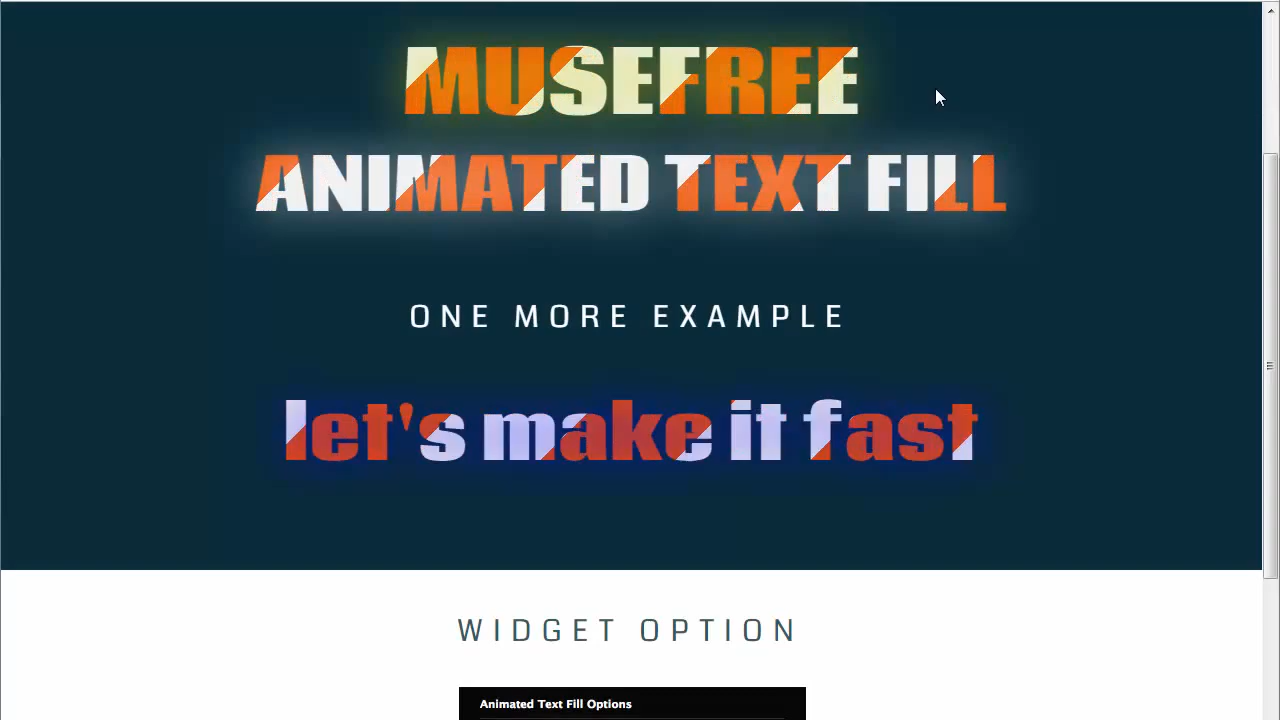 MUSEFREE
ANIMATED TEXT FILL
ONE MORE EXAMPLE
let's make it fast
WIDGET OPTION
Animated Text Fill Options